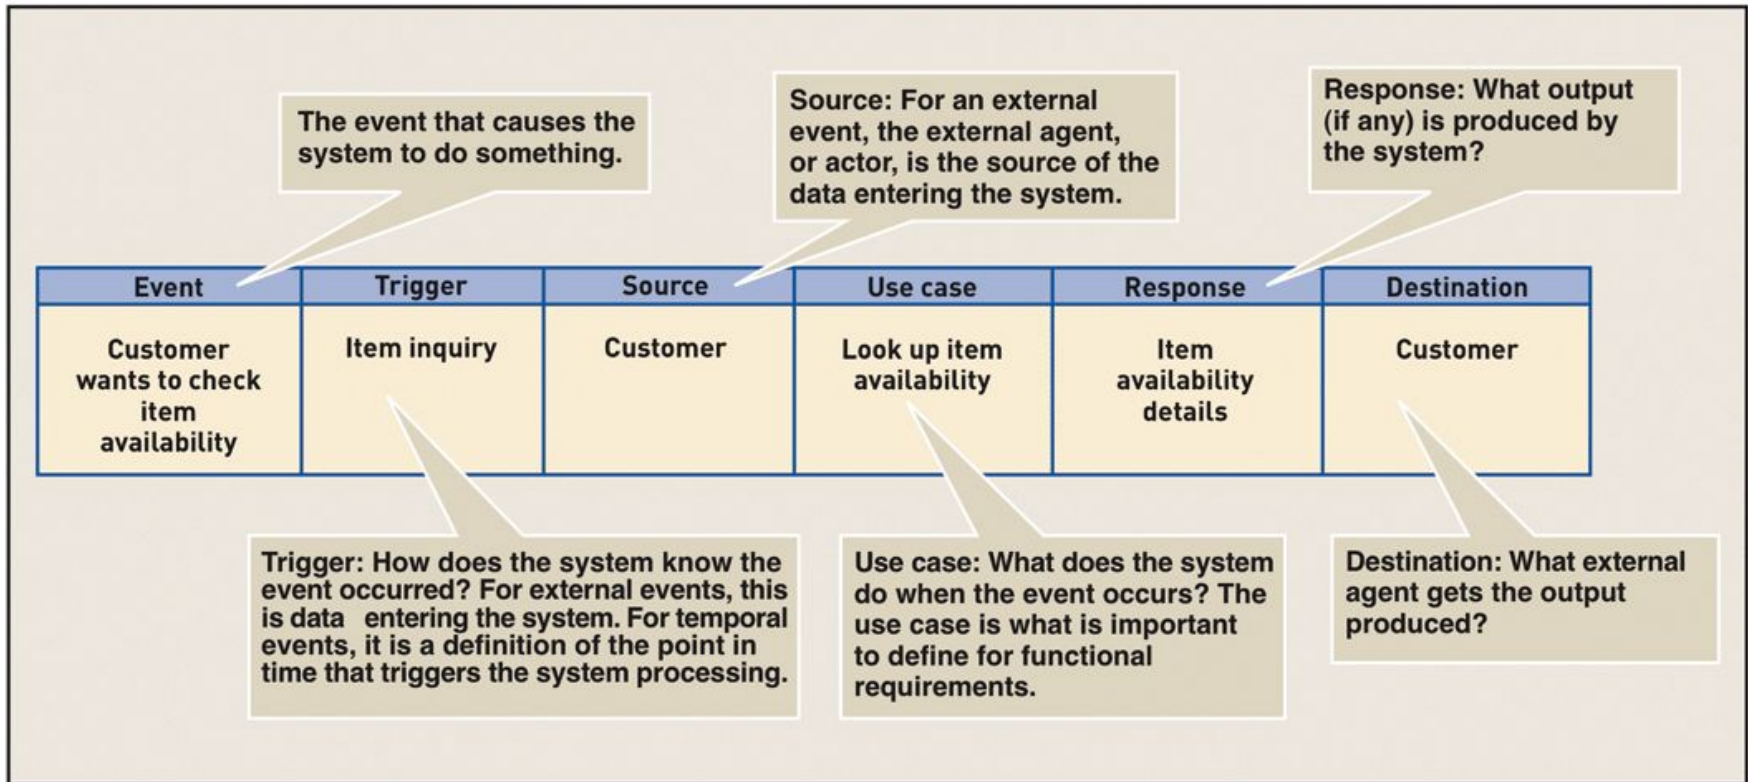 The event that causes the
system to do something.
Source: For an external
event, the external agent,
or actor, is the source of the
data entering the system.
Response: What output
(if any) is produced by
the system?
Event
Trigger
Source
Use case
Response
Destination
Customer
wants to check
item
availability
Item inquiry
Customer
Look up item
availability
Item
availability
details
Customer
Trigger: How does the system know the
event occurred? For external events, this
is data entering the system. For temporal
events, it is a definition of the point in
time that triggers the system processing.
Use case: What does the system
do when the event occurs? The
use case is what is important
to define for functional
requirements.
Destination: What external
agent gets the output
produced?